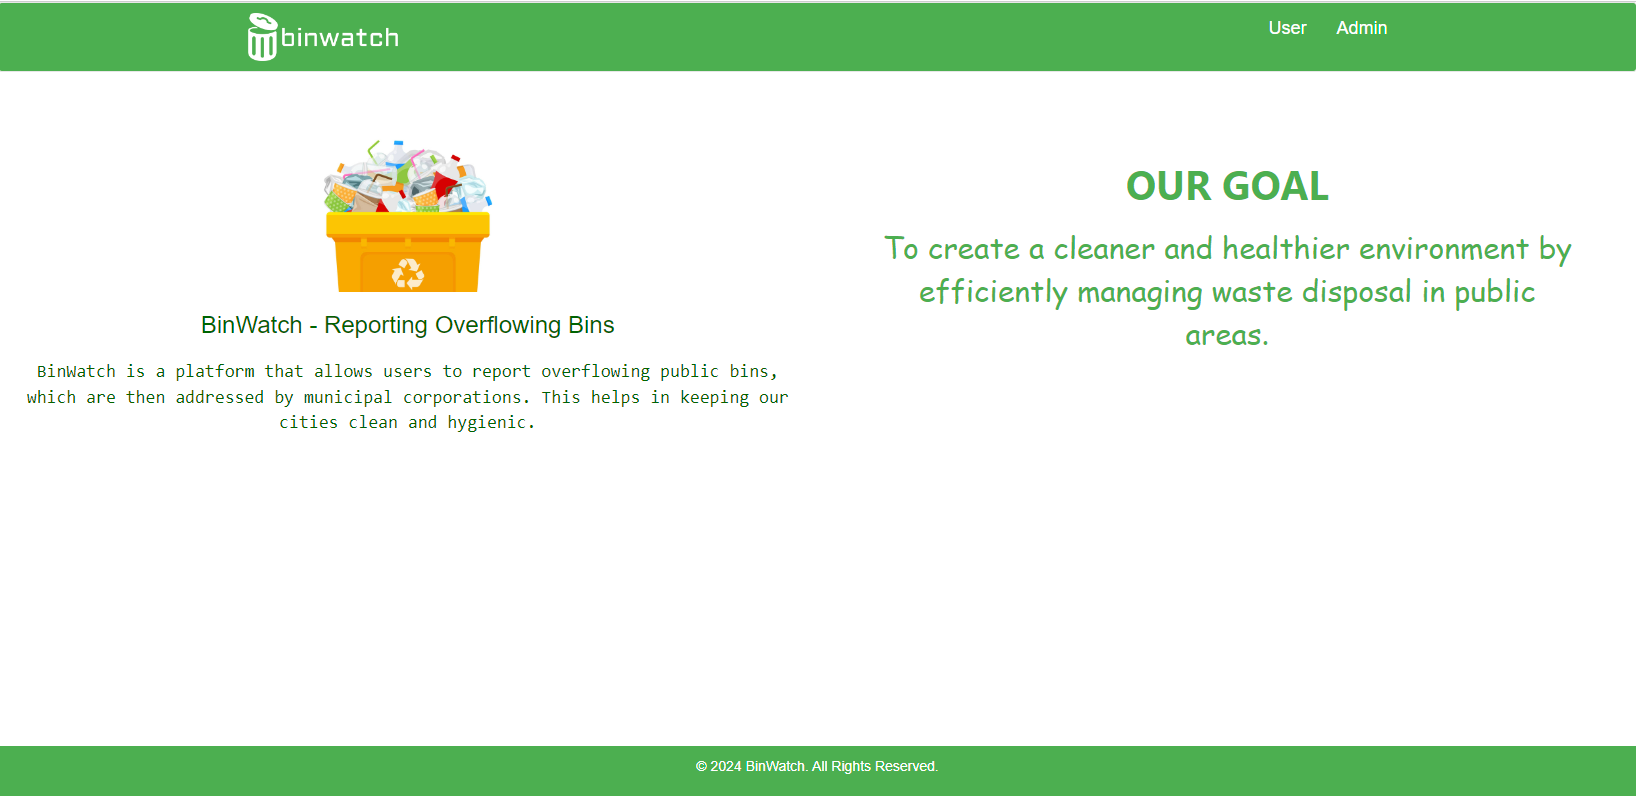 binwatch
User
Admin
BinWatch - Reporting Overflowing Bins
BinWatch is a platform that allows users to report overflowing public bins,
which are then addressed by municipal corporations. This helps in keeping our
cities clean and hygienic.
OUR GOAL
To create a cleaner and healthier environment by
efficiently managing waste disposal in public
areas.
© 2024 BinWatch. All Rights Reserved.